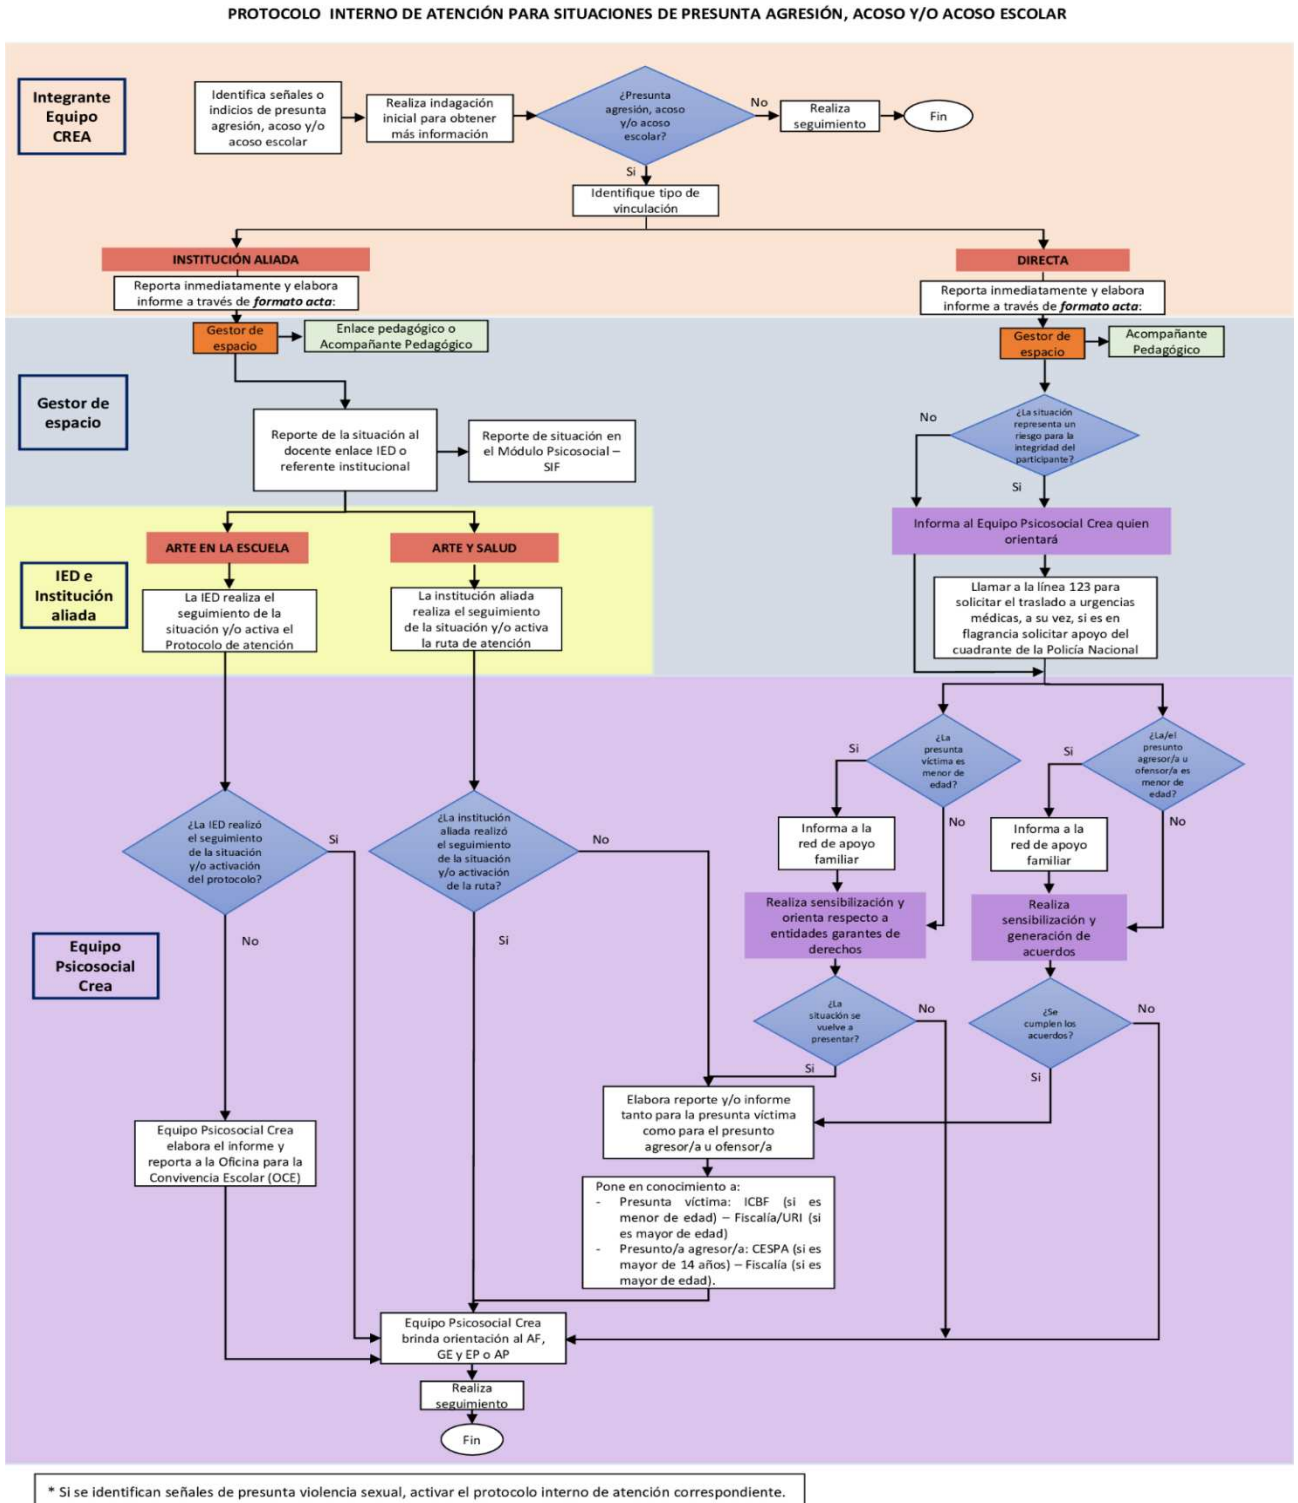 PROTOCOLO INTERNO DE ATENCIÓN PARA SITUACIONES DE PRESUNTA AGRESIÓN, ACOSO Y/O ACOSO ESCOLAR
Integrante
Equipo
CREA
Identifica señales o
indicios de presunta
agresión, acoso y/o
acoso escolar
Realiza indagación
inicial para obtener
más información
¿Presunta
agresión, acoso
y/o acoso
escolar?
No
Realiza
seguimiento
Fin
Si
Identifique tipo de
vinculación
INSTITUCIÓN ALIADA
Reporta inmediatamente y elabora
informe a través de formato acta:
DIRECTA
Reporta inmediatamente y elabora
informe a través de formato acta:
Gestor de
espacio
Gestor de
espacio
Enlace pedagógico o
Acompañante Pedagógico
Gestor de
espacio
Acompañante
Pedagógico
Reporte de la situación al
docente enlace IED o
referente institucional
Reporte de situación en
el Módulo Psicosocial –
SIF
No
¿La situación
representa un
riesgo para la
integridad del
participante?
Si
Informa al Equipo Psicosocial Crea quien
orientará
Llamar a la línea 123 para
solicitar el traslado a urgencias
médicas, a su vez, si es en
flagrancia solicitar apoyo del
cuadrante de la Policía Nacional
IED e
Institución
aliada
ARTE EN LA ESCUELA
La IED realiza el
seguimiento de la
situación y/o activa el
Protocolo de atención
ARTE Y SALUD
La institución aliada
realiza el seguimiento
de la situación y/o activa
la ruta de atención
Equipo
Psicosocial
Crea
¿La IED realizó
el seguimiento
de la situación
y/o activación
del protocolo?
Si
No
¿La institución
aliada realizó
el seguimiento
de la situación
y/o activación
de la ruta?
No
Si
Si
¿La
presunta
víctima es
menor de
edad?
No
Informa a la
red de apoyo
familiar
Realiza sensibilización y
orienta respecto a
entidades garantes de
derechos
¿La
situación se
vuelve a
presentar?
No
Si
Si
¿La/el
presunto
agresor/a u
ofensor/a es
menor de
edad?
No
Informa a la
red de apoyo
familiar
Realiza
sensibilización y
generación de
acuerdos
¿Se
cumplen los
acuerdos?
No
Si
Equipo Psicosocial Crea
elabora el informe y
reporta a la Oficina para la
Convivencia Escolar (OCE)
Elabora reporte y/o informe
tanto para la presunta víctima
como para el presunto
agresor/a u ofensor/a
Pone en conocimiento a:
- Presunta víctima: ICBF (si es
menor de edad) – Fiscalía/URI (si
es mayor de edad)
- Presunto/a agresor/a: CESPA (si es
mayor de 14 años) – Fiscalía (si es
mayor de edad).
Equipo Psicosocial Crea
brinda orientación al AF,
GE y EP o AP
Realiza
seguimiento
Fin
* Si se identifican señales de presunta violencia sexual, activar el protocolo interno de atención correspondiente.